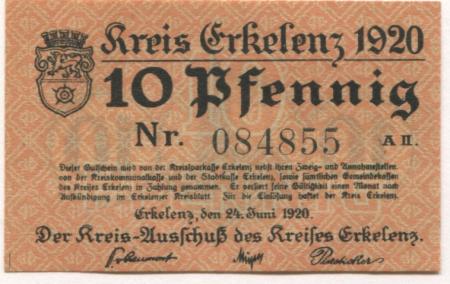 Kreis Erkelenz 1920
10 Pfennig
Nr. 084855 A II.
Dieser Gutschein wird von der Kreissparkasse Erkelenz nebst ihren Zweig- und Annahmestellen
von der Kreiskommunalkasse und der Stadtkasse Erkelenz, sowie sämtlichen Gemeindekassen
des Kreises Erkelenz in Zahlung genommen. Er verliert seine Gültigkeit einen Monat nach
Aufkündigung im Erkelenzer Kreisblatt. Für die Einlösung haftet der Kreis Erkelenz.
Erkelenz, den 24. Juni 1920.
Der Kreis-Ausschuß des Kreises Erkelenz.